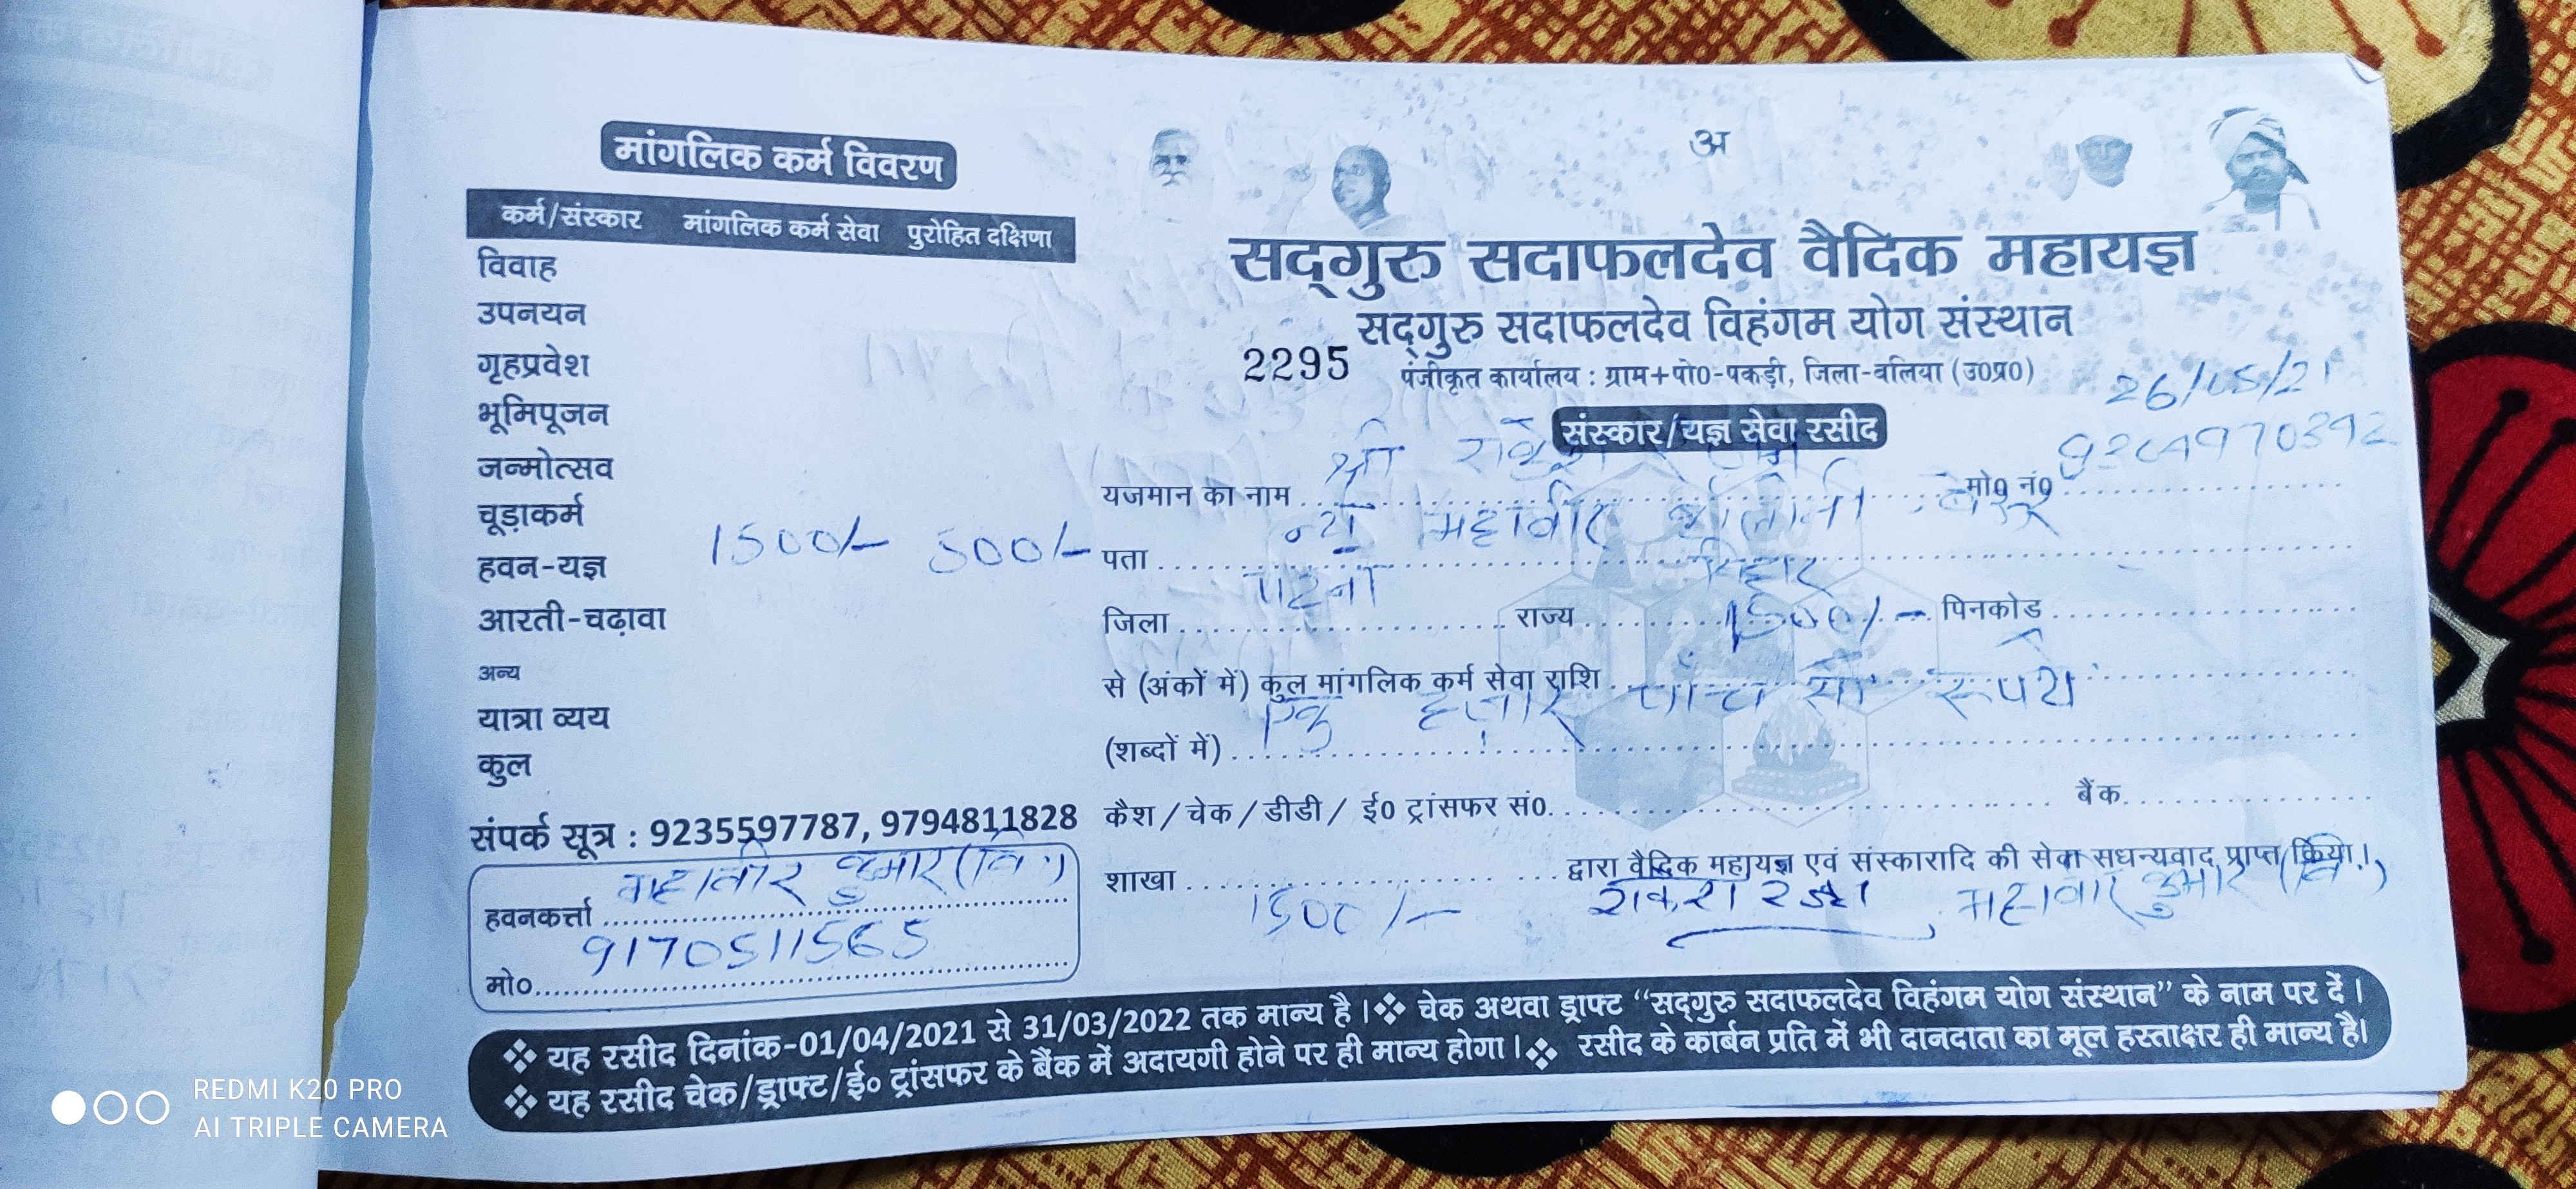 मांगलिक कर्म विवरण
कर्म/संस्कार मांगलिक कर्म सेवा पुरोहित दक्षिणा
विवाह
उपनयन
गृहप्रवेश
भूमिपूजन
जन्मोत्सव
चूड़ाकर्म
हवन-यज्ञ 1500/- 500/-
आरती-चढ़ावा
अन्य
यात्रा व्यय
कुल
संपर्क सूत्र : 9235597787, 9794811828
हवनकर्त्ता महावीर कुमार (वि०)
मो० 9170511565
अ
सद्गुरु सदाफलदेव वैदिक महायज्ञ
सद्गुरु सदाफलदेव विहंगम योग संस्थान
2295 पंजीकृत कार्यालय : ग्राम+पो0-पकड़ी, जिला-बलिया (उ0प्र0)
26/05/21
संस्कार/यज्ञ सेवा रसीद
यजमान का नाम श्री राकेश मो0 नं0
पता न्यू महावीर कॉलोनी
जिला पटना राज्य बिहार पिनकोड
से (अंकों में) कुल मांगलिक कर्म सेवा राशि 1500/-
(शब्दों में) एक हजार पाँच सौ रूपये
कैश / चेक / डीडी / ई0 ट्रांसफर सं0. बैंक
शाखा द्वारा वैदिक महायज्ञ एवं संस्कारादि की सेवा सधन्यवाद प्राप्त किया।
1500/- महावीर कुमार (वि०)
❖ यह रसीद दिनांक-01/04/2021 से 31/03/2022 तक मान्य है। ❖ चेक अथवा ड्राफ्ट “सद्गुरु सदाफलदेव विहंगम योग संस्थान” के नाम पर दें।
❖ यह रसीद चेक/ड्राफ्ट/ई० ट्रांसफर के बैंक में अदायगी होने पर ही मान्य होगा। ❖ रसीद के कार्बन प्रति में भी दानदाता का मूल हस्ताक्षर ही मान्य है।
REDMI K20 PRO
AI TRIPLE CAMERA